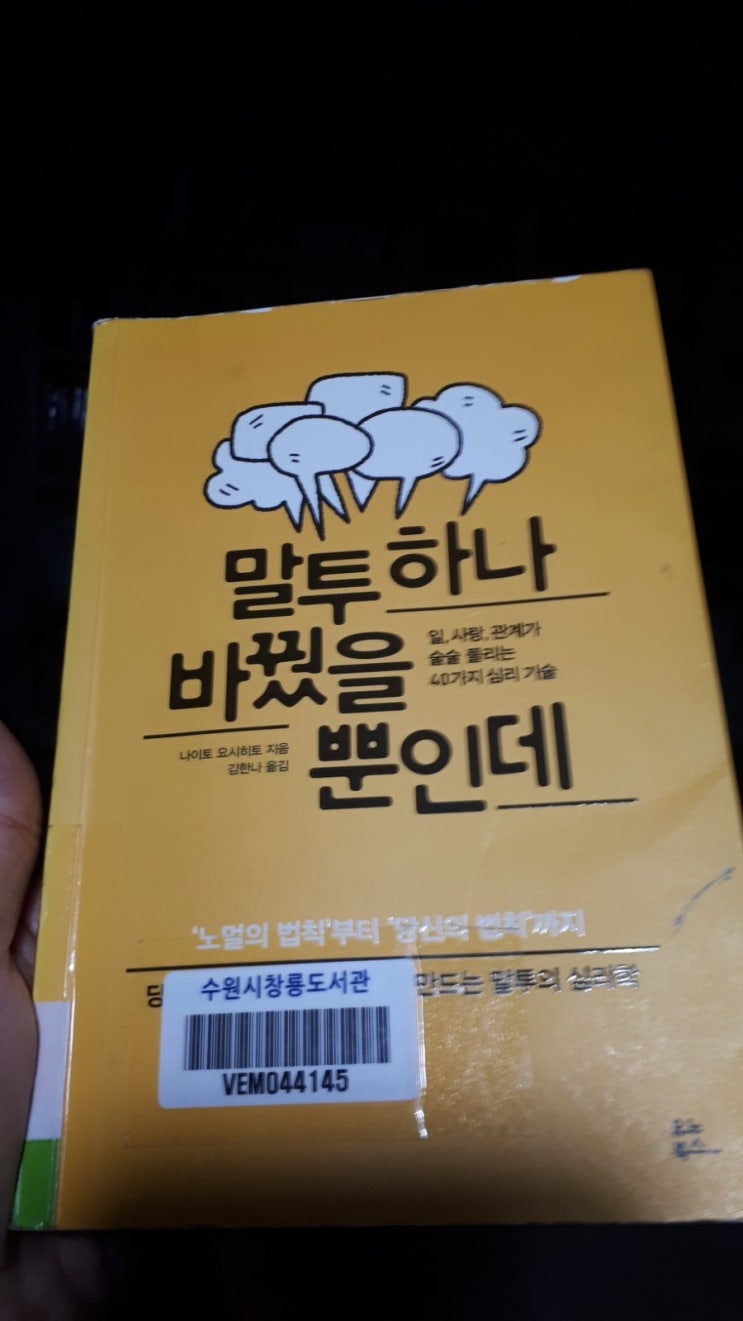 말투 하나
바꿨을
일, 사랑, 관계가
술술 풀리는
40가지 심리 기술
뿐인데
나이토 요시히토 지음
김한나 옮김
'노멀의 법칙'부터 '당신의 법칙'까지
만드는 말투의 심리학
수원시창룡도서관
VEM044145